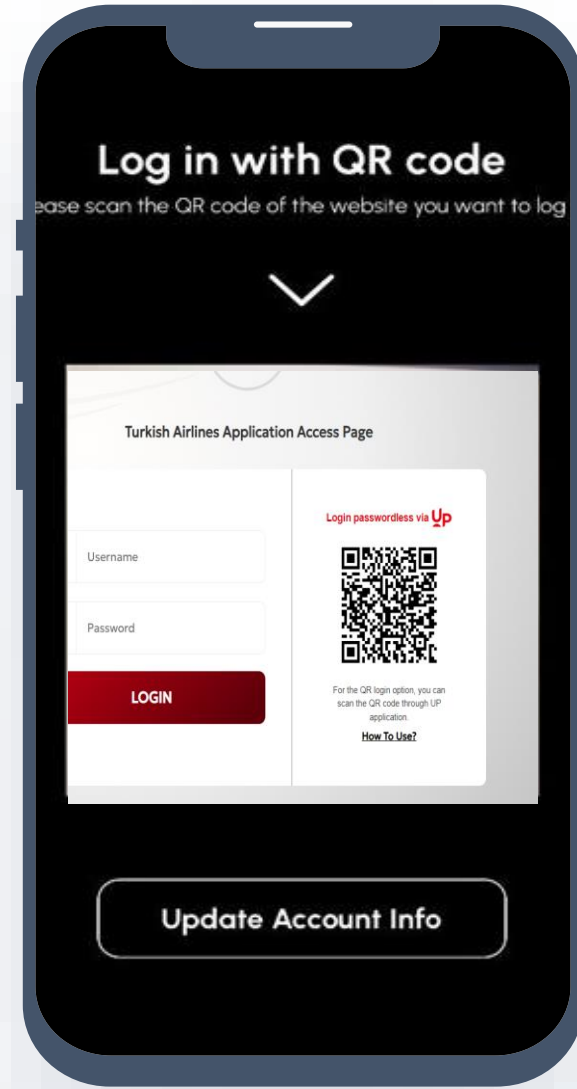 Log in with QR code
ease scan the QR code of the website you want to log
Turkish Airlines Application Access Page
Login passwordless via Up
Username
Password
LOGIN
For the QR login option, you can
scan the QR code through UP
application.
How To Use?
Update Account Info